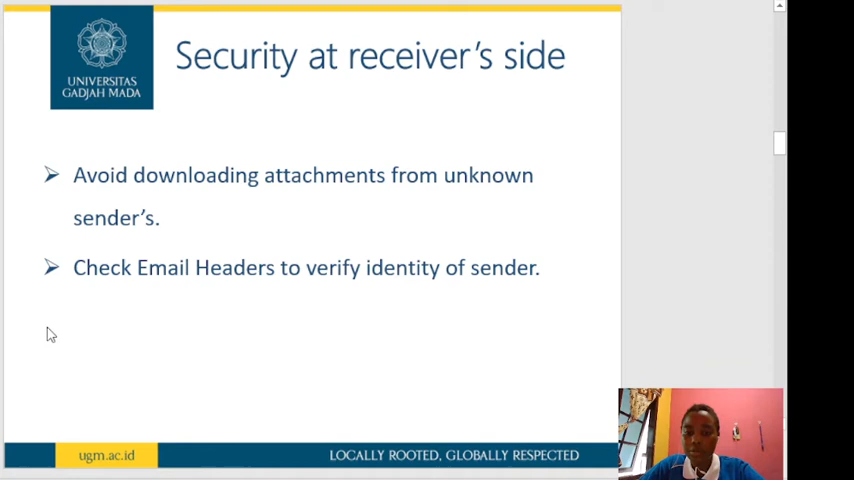 UNIVERSITAS
GADJAH MADA
Security at receiver's side
➢ Avoid downloading attachments from unknown
sender's.
➢ Check Email Headers to verify identity of sender.
ugm.ac.id
LOCALLY ROOTED, GLOBALLY RESPECTED